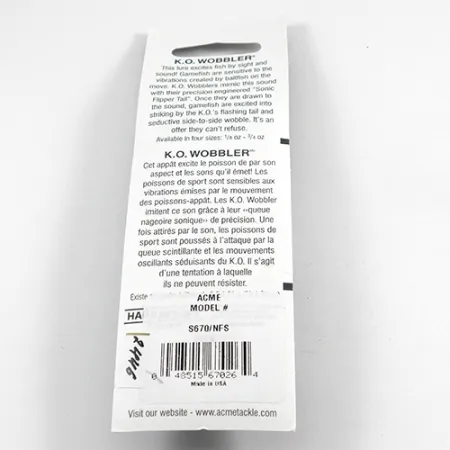 K.O. WOBBLER®
This lure excites fish by sight and
sound! Gamefish are sensitive to the
vibrations created by baitfish on the
move. K.O. Wobblers mimic this sound
with their precision engineered "Sonic
Flipper Tail". Once they are drawn to
the sound, gamefish are excited into
striking by the K.O.'s flashing tail and
seductive side-to-side wobble. It's an
offer they can't refuse.
Available in four sizes:
K.O. WOBBLER
Cet appât excite le poisson de par son
aspect et les sons qu'il émet! Les
poissons de sport sont sensibles aux
vibrations émises par le mouvement
des poissons-appât. Les K.O. Wobbler
imitent ce son grâce à leur «queue
nageoire sonique» de précision. Une
fois attirés par le son, les poissons de
sport sont poussés à l'attaque par la
queue scintillante et les mouvements
oscillants séduisants du K.O. Il s'agit
d'une tentation à laquelle
ils ne peuvent résister.
Existe
ACME
HA
MODEL #
S670/NFS
2446
0 48515 67026 4
Made in USA
Visit our website - www.acmetackle.com